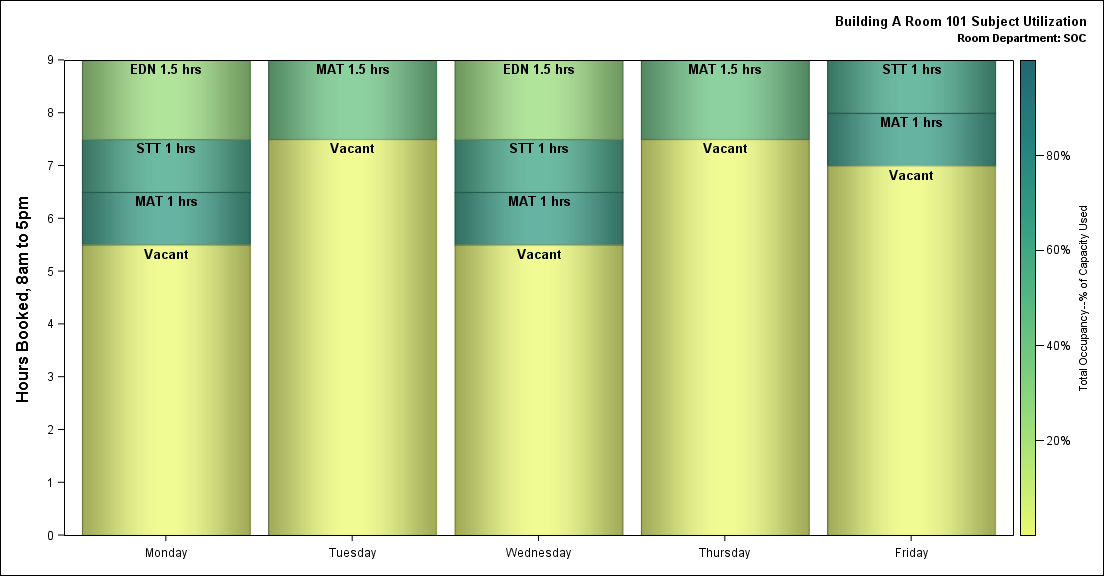 Building A Room 101 Subject Utilization
Room Department: SOC
Hours Booked, 8am to 5pm
9
8
7
6
5
4
3
2
1
0
EDN 1.5 hrs
STT 1 hrs
MAT 1 hrs
Vacant
MAT 1.5 hrs
Vacant
EDN 1.5 hrs
STT 1 hrs
MAT 1 hrs
Vacant
MAT 1.5 hrs
Vacant
STT 1 hrs
MAT 1 hrs
Vacant
Monday
Tuesday
Wednesday
Thursday
Friday
80%
60%
40%
20%
Total Occupancy--% of Capacity Used